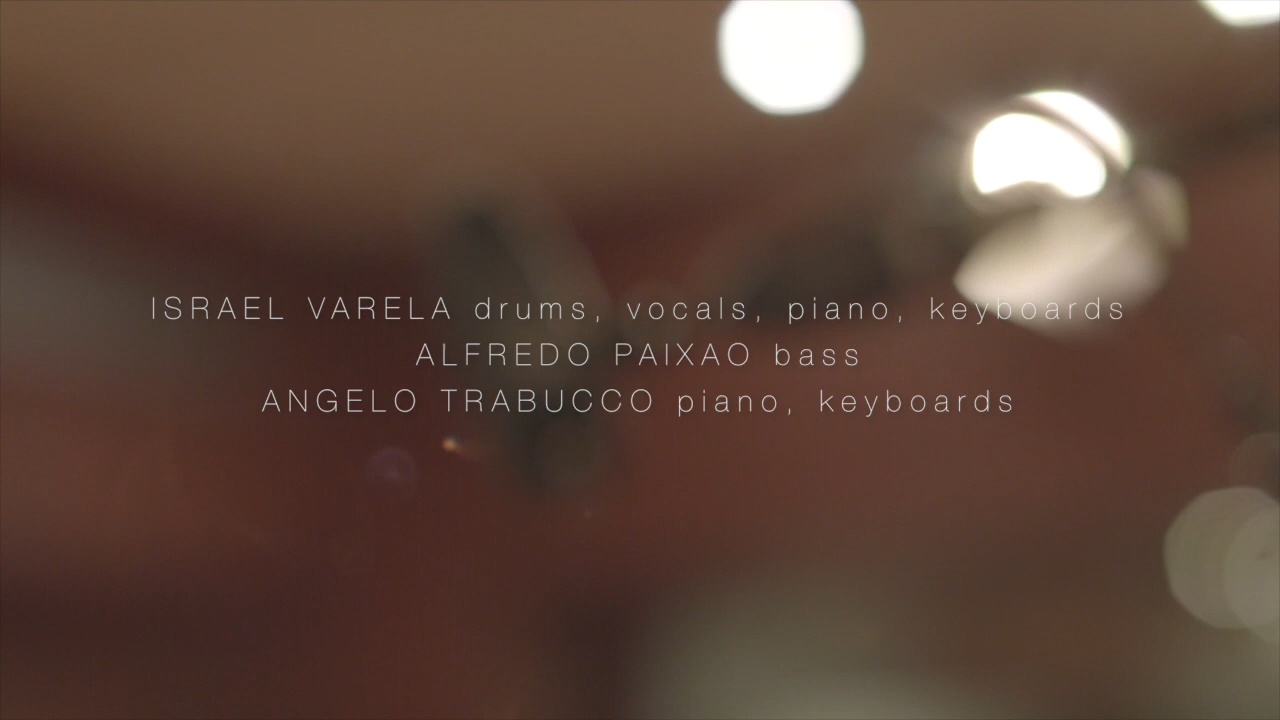 ISRAEL VARELA drums, vocals, piano, keyboards
ALFREDO PAIXAO bass
ANGELO TRABUCCO piano, keyboards